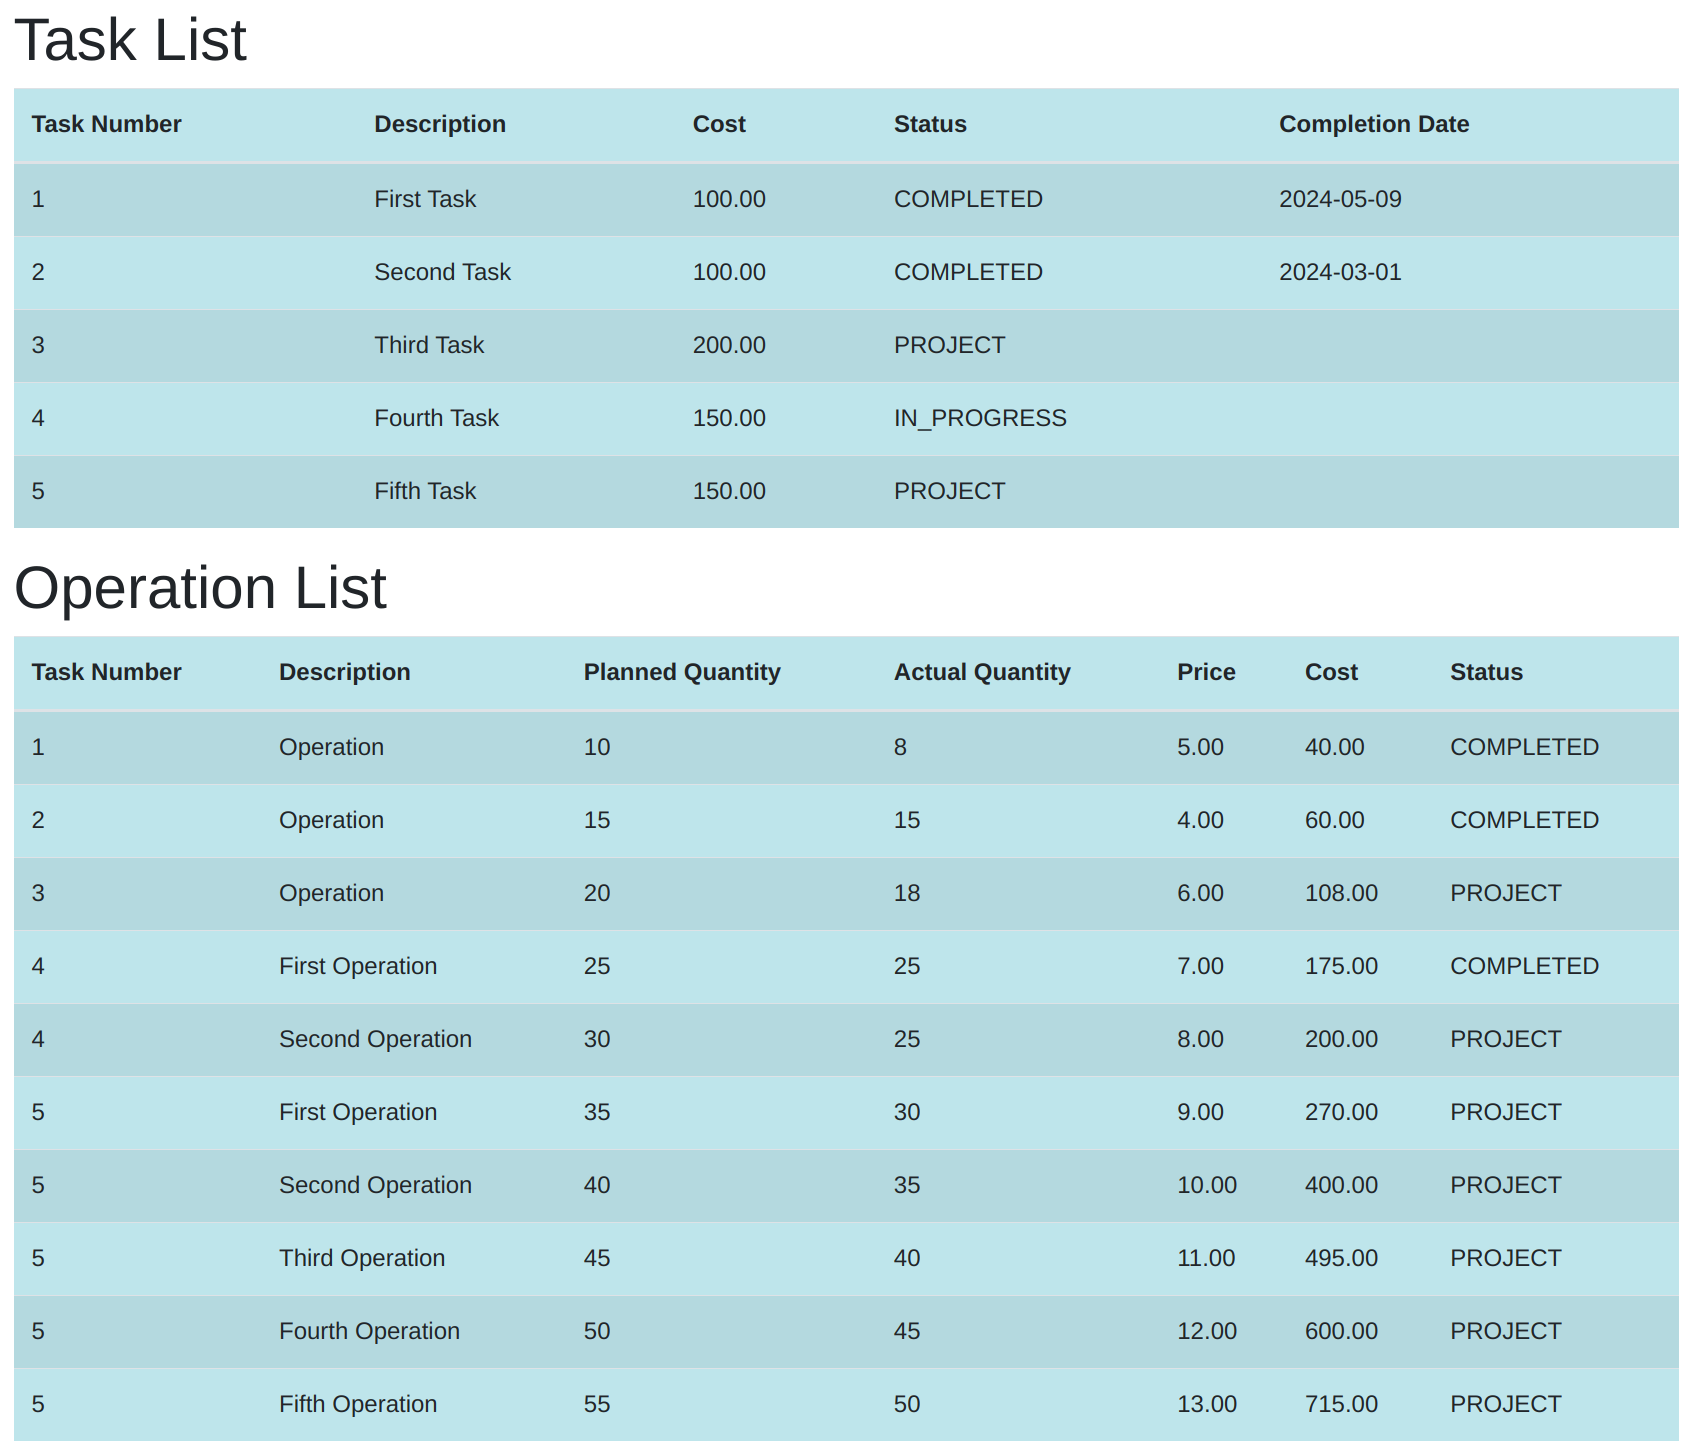 Task List
Task Number Description Cost Status Completion Date
1 First Task 100.00 COMPLETED 2024-05-09
2 Second Task 100.00 COMPLETED 2024-03-01
3 Third Task 200.00 PROJECT
4 Fourth Task 150.00 IN_PROGRESS
5 Fifth Task 150.00 PROJECT
Operation List
Task Number Description Planned Quantity Actual Quantity Price Cost Status
1 Operation 10 8 5.00 40.00 COMPLETED
2 Operation 15 15 4.00 60.00 COMPLETED
3 Operation 20 18 6.00 108.00 PROJECT
4 First Operation 25 25 7.00 175.00 COMPLETED
4 Second Operation 30 25 8.00 200.00 PROJECT
5 First Operation 35 30 9.00 270.00 PROJECT
5 Second Operation 40 35 10.00 400.00 PROJECT
5 Third Operation 45 40 11.00 495.00 PROJECT
5 Fourth Operation 50 45 12.00 600.00 PROJECT
5 Fifth Operation 55 50 13.00 715.00 PROJECT